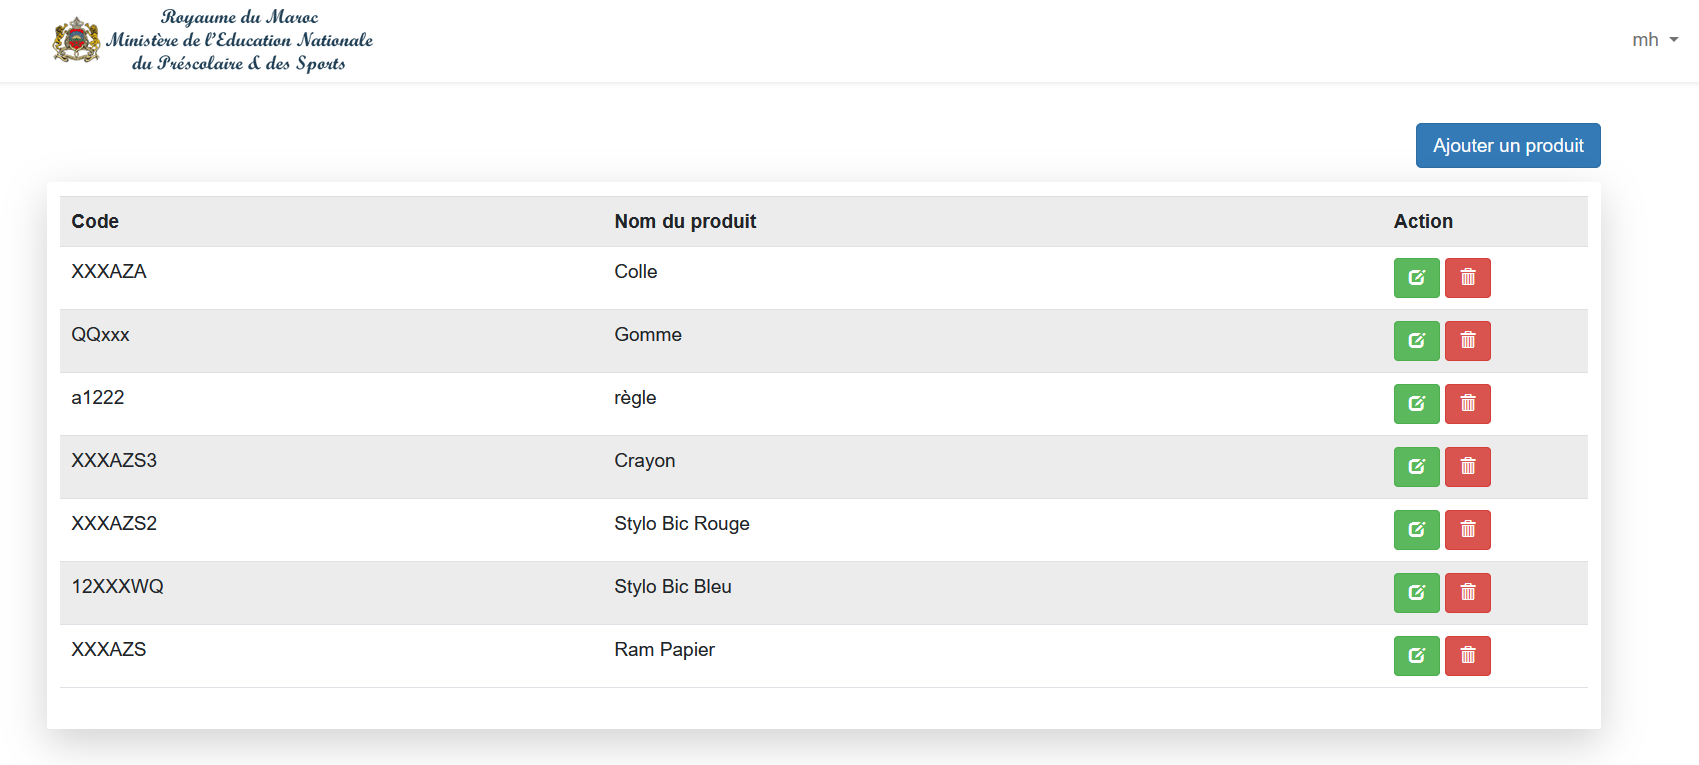 Royaume du Maroc
Ministère de l'Education Nationale
du Préscolaire & des Sports
mh
Ajouter un produit
Code Nom du produit Action
XXXAZA Colle
QQxxx Gomme
a1222 règle
XXXAZS3 Crayon
XXXAZS2 Stylo Bic Rouge
12XXXWQ Stylo Bic Bleu
XXXAZS Ram Papier